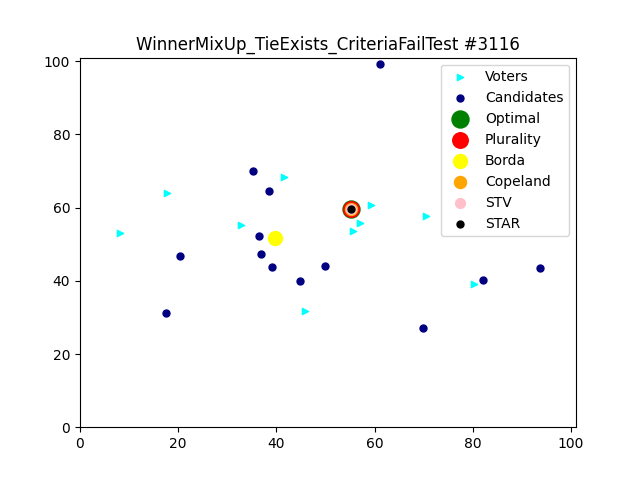 WinnerMixUp_TieExists_CriteriaFailTest #3116
100
80
60
40
20
0
0 20 40 60 80 100
Voters
Candidates
Optimal
Plurality
Borda
Copeland
STV
STAR